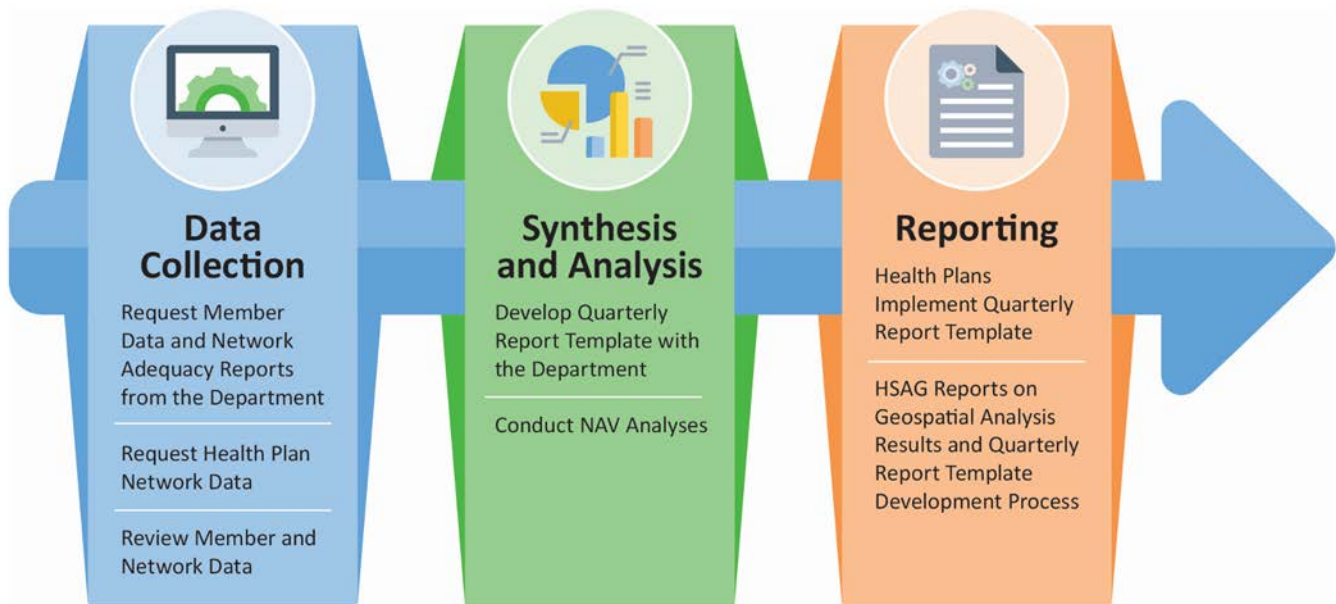 Data
Collection
Request Member
Data and Network
Adequacy Reports
from the Department
Request Health Plan
Network Data
Review Member and
Network Data
Synthesis
and Analysis
Develop Quarterly
Report Template with
the Department
Conduct NAV Analyses
Reporting
Health Plans
Implement Quarterly
Report Template
HSAG Reports on
Geospatial Analysis
Results and Quarterly
Report Template
Development Process